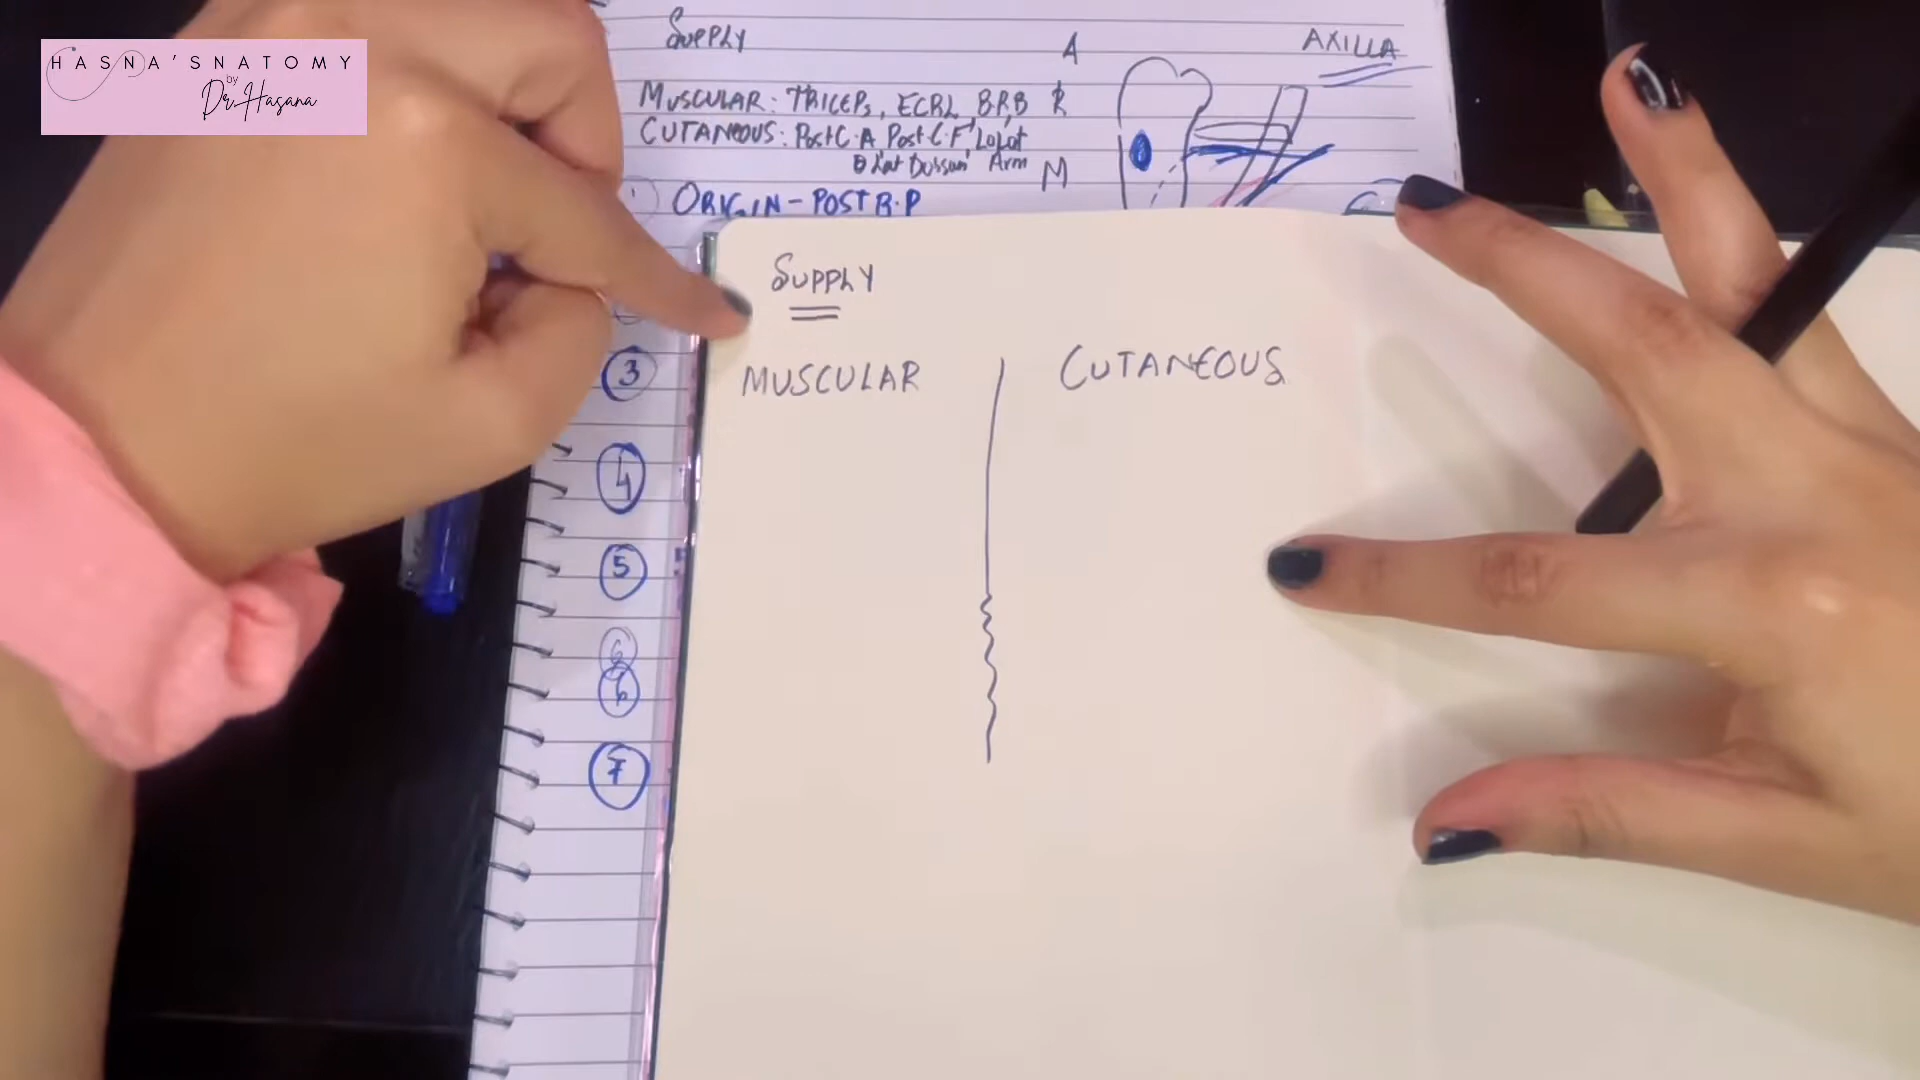 HASNA'SNATOMY
by
Dr. Hasana
SUPPLY
A
AXILLA
MUSCULAR: TRICEPS, ECRL, B.R, B
R
CUTANEOUS: Post C.A, Post C.F, Lo Lat
Arm
M
ORIGIN - POST B.P
SUPPLY
MUSCULAR
CUTANEOUS
3
4
5
6
6
7